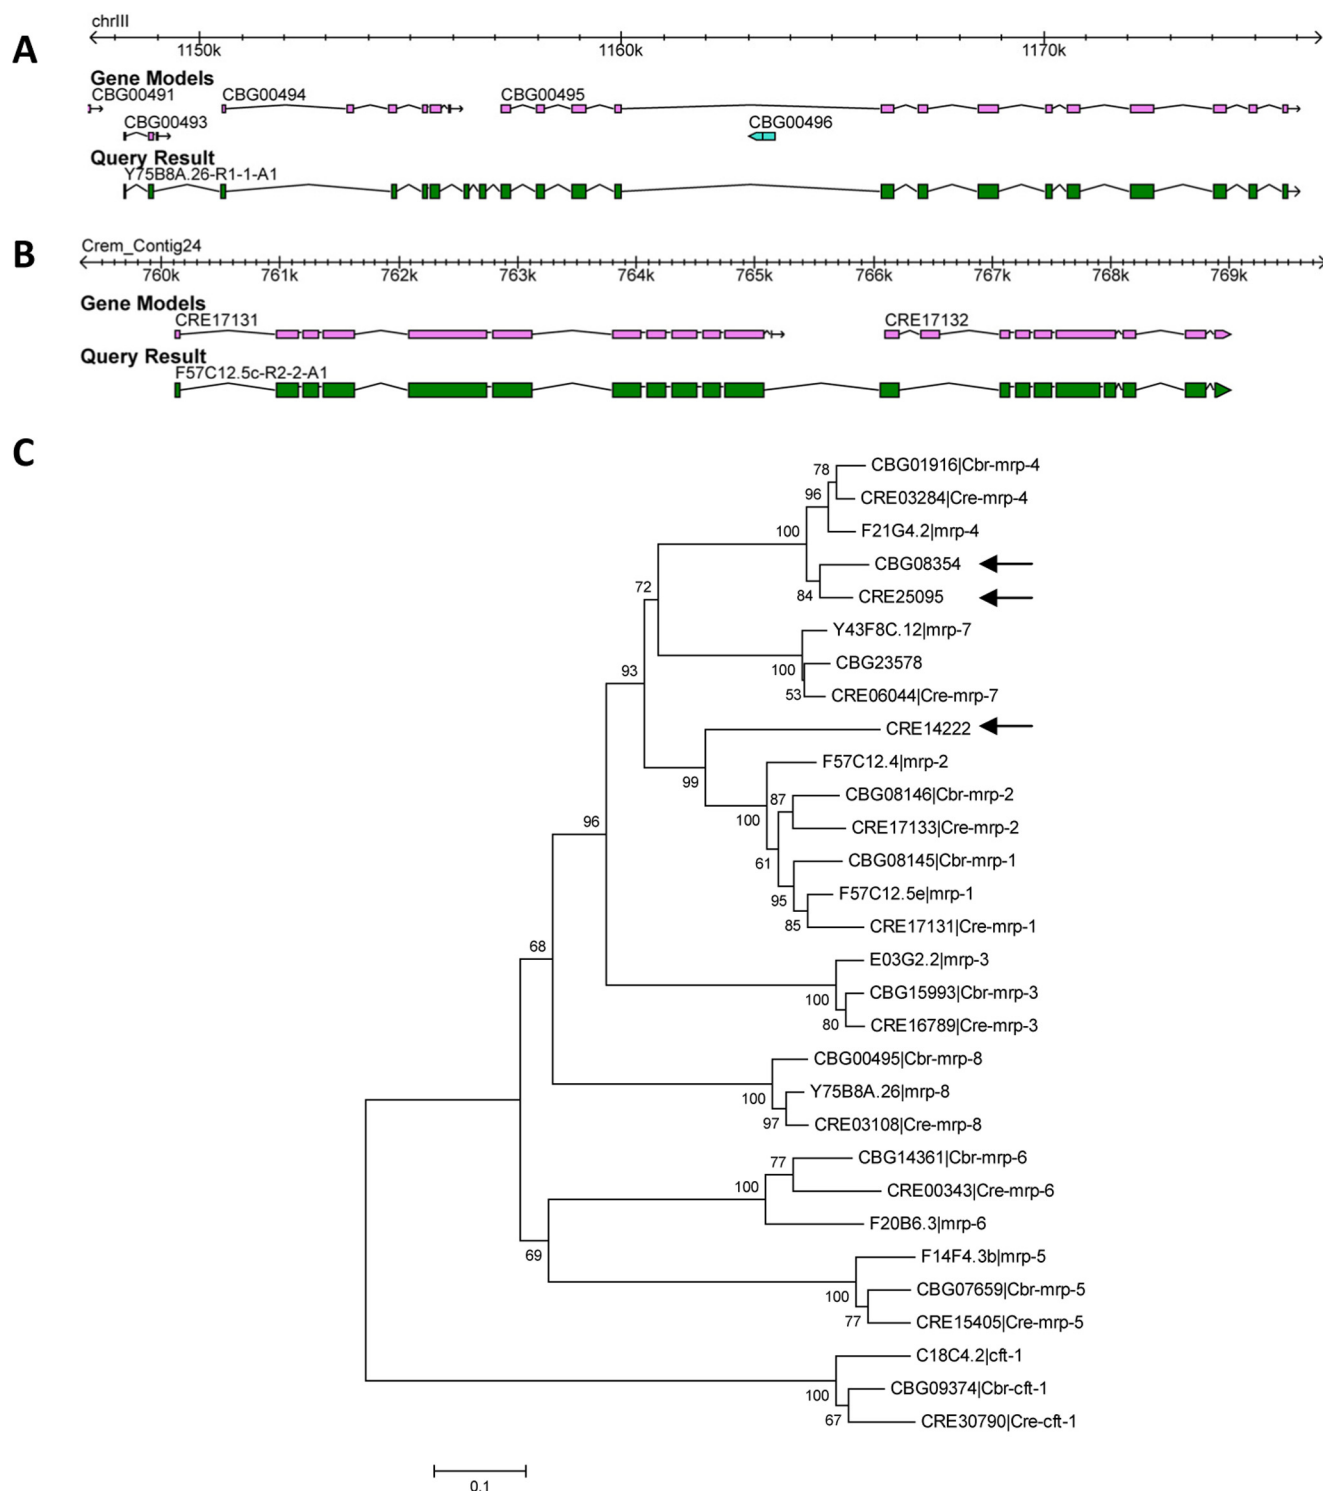 A
chrIII
1150k 1160k 1170k
Gene Models
CBG00491 CBG00494 CBG00495
CBG00493 CBG00496
Query Result
Y75B8A.26-R1-1-A1
B
Crem_Contig24
760k 761k 762k 763k 764k 765k 766k 767k 768k 769k
Gene Models
CRE17131 CRE17132
Query Result
F57C12.5c-R2-2-A1
C
CBG01916|Cbr-mrp-4
78
CRE03284|Cre-mrp-4
96
F21G4.2|mrp-4
100
CBG08354
CRE25095
84
72
Y43F8C.12|mrp-7
CBG23578
100
CRE06044|Cre-mrp-7
53
93
CRE14222
F57C12.4|mrp-2
99
CBG08146|Cbr-mrp-2
87
CRE17133|Cre-mrp-2
100
96
CBG08145|Cbr-mrp-1
61
F57C12.5e|mrp-1
95
CRE17131|Cre-mrp-1
85
68
E03G2.2|mrp-3
CBG15993|Cbr-mrp-3
100
CRE16789|Cre-mrp-3
80
CBG00495|Cbr-mrp-8
Y75B8A.26|mrp-8
100
CRE03108|Cre-mrp-8
97
CBG14361|Cbr-mrp-6
77
CRE00343|Cre-mrp-6
100
F20B6.3|mrp-6
69
F14F4.3b|mrp-5
CBG07659|Cbr-mrp-5
100
CRE15405|Cre-mrp-5
77
C18C4.2|cft-1
CBG09374|Cbr-cft-1
100
CRE30790|Cre-cft-1
67
0.1